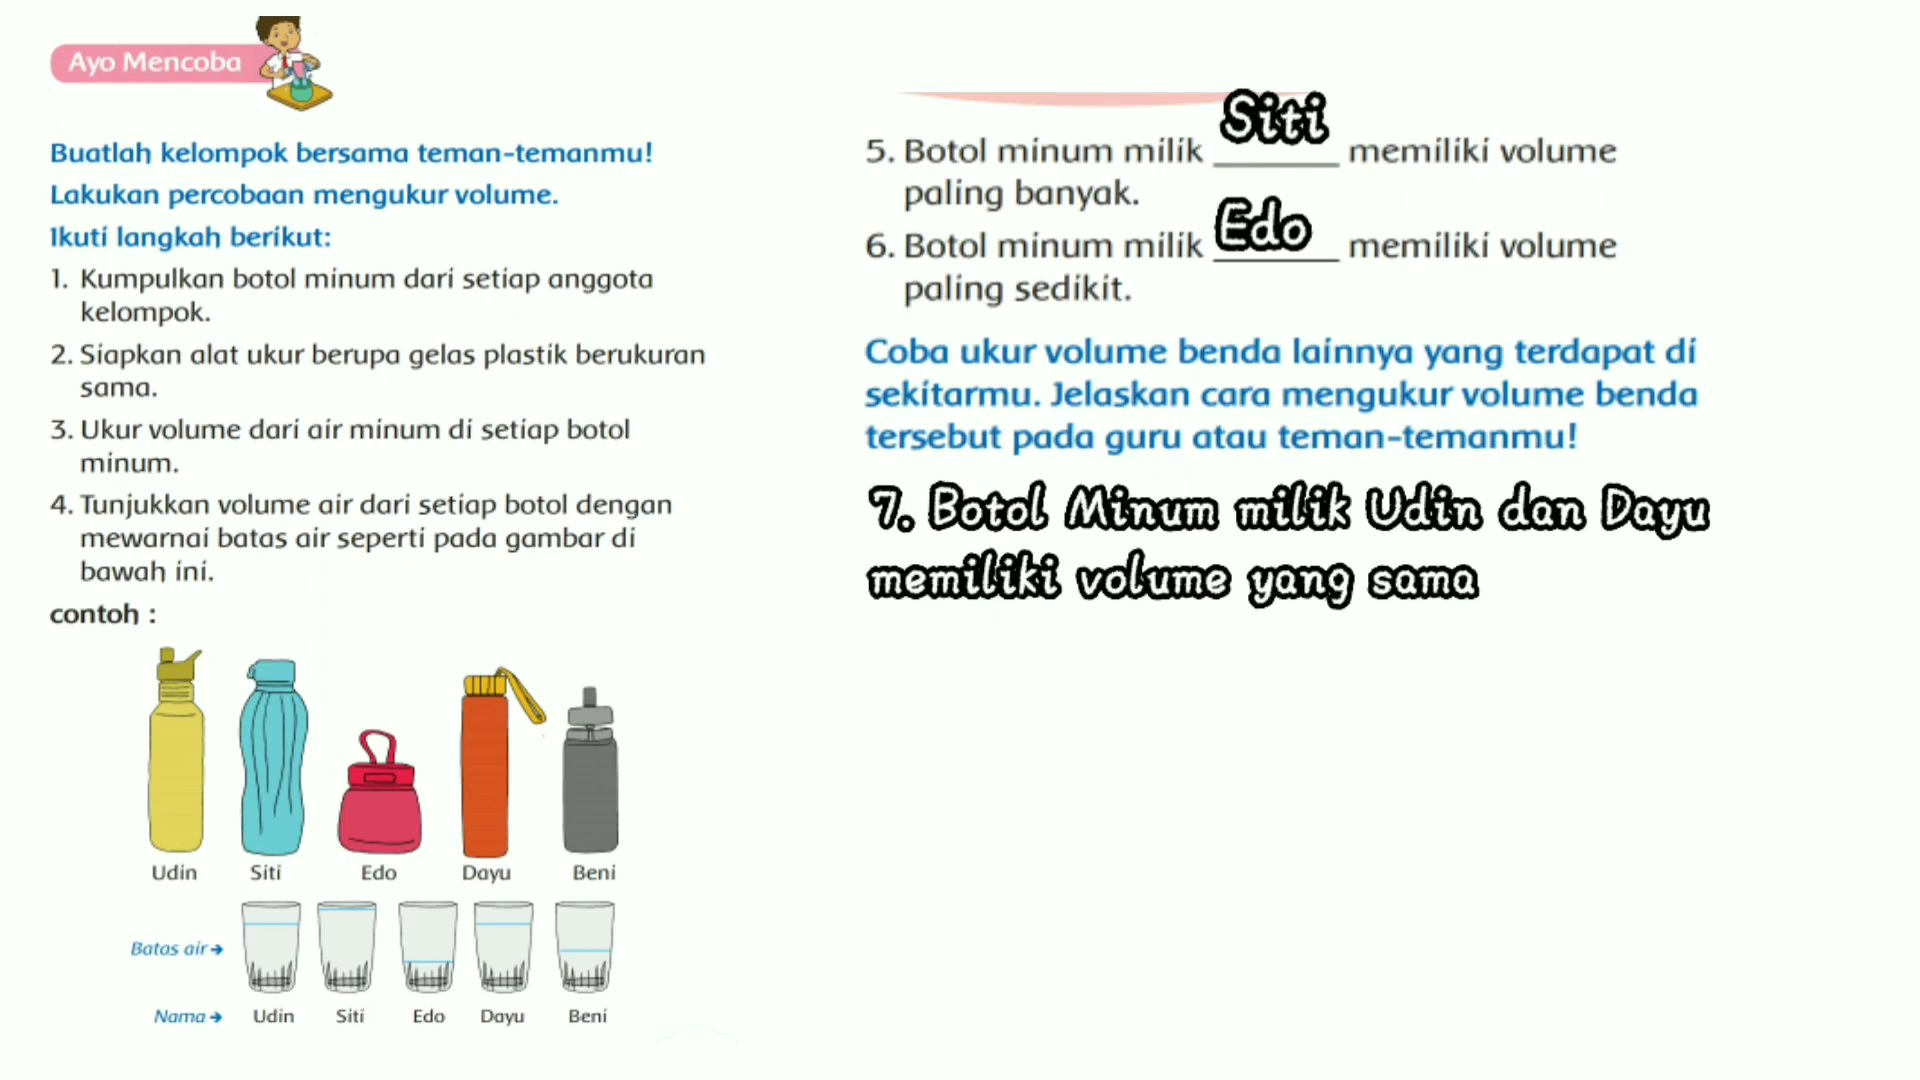 Ayo Mencoba
Buatlah kelompok bersama teman-temanmu!
Lakukan percobaan mengukur volume.
Ikuti langkah berikut:
1. Kumpulkan botol minum dari setiap anggota
kelompok.
2. Siapkan alat ukur berupa gelas plastik berukuran
sama.
3. Ukur volume dari air minum di setiap botol
minum.
4. Tunjukkan volume air dari setiap botol dengan
mewarnai batas air seperti pada gambar di
bawah ini.
contoh :
Udin Siti Edo Dayu Beni
Batas air →
Nama → Udin Siti Edo Dayu Beni
5. Botol minum milik Siti memiliki volume
paling banyak.
6. Botol minum milik Edo memiliki volume
paling sedikit.
Coba ukur volume benda lainnya yang terdapat di
sekitarmu. Jelaskan cara mengukur volume benda
tersebut pada guru atau teman-temanmu!
7. Botol Minum milik Udin dan Dayu
memiliki volume yang sama